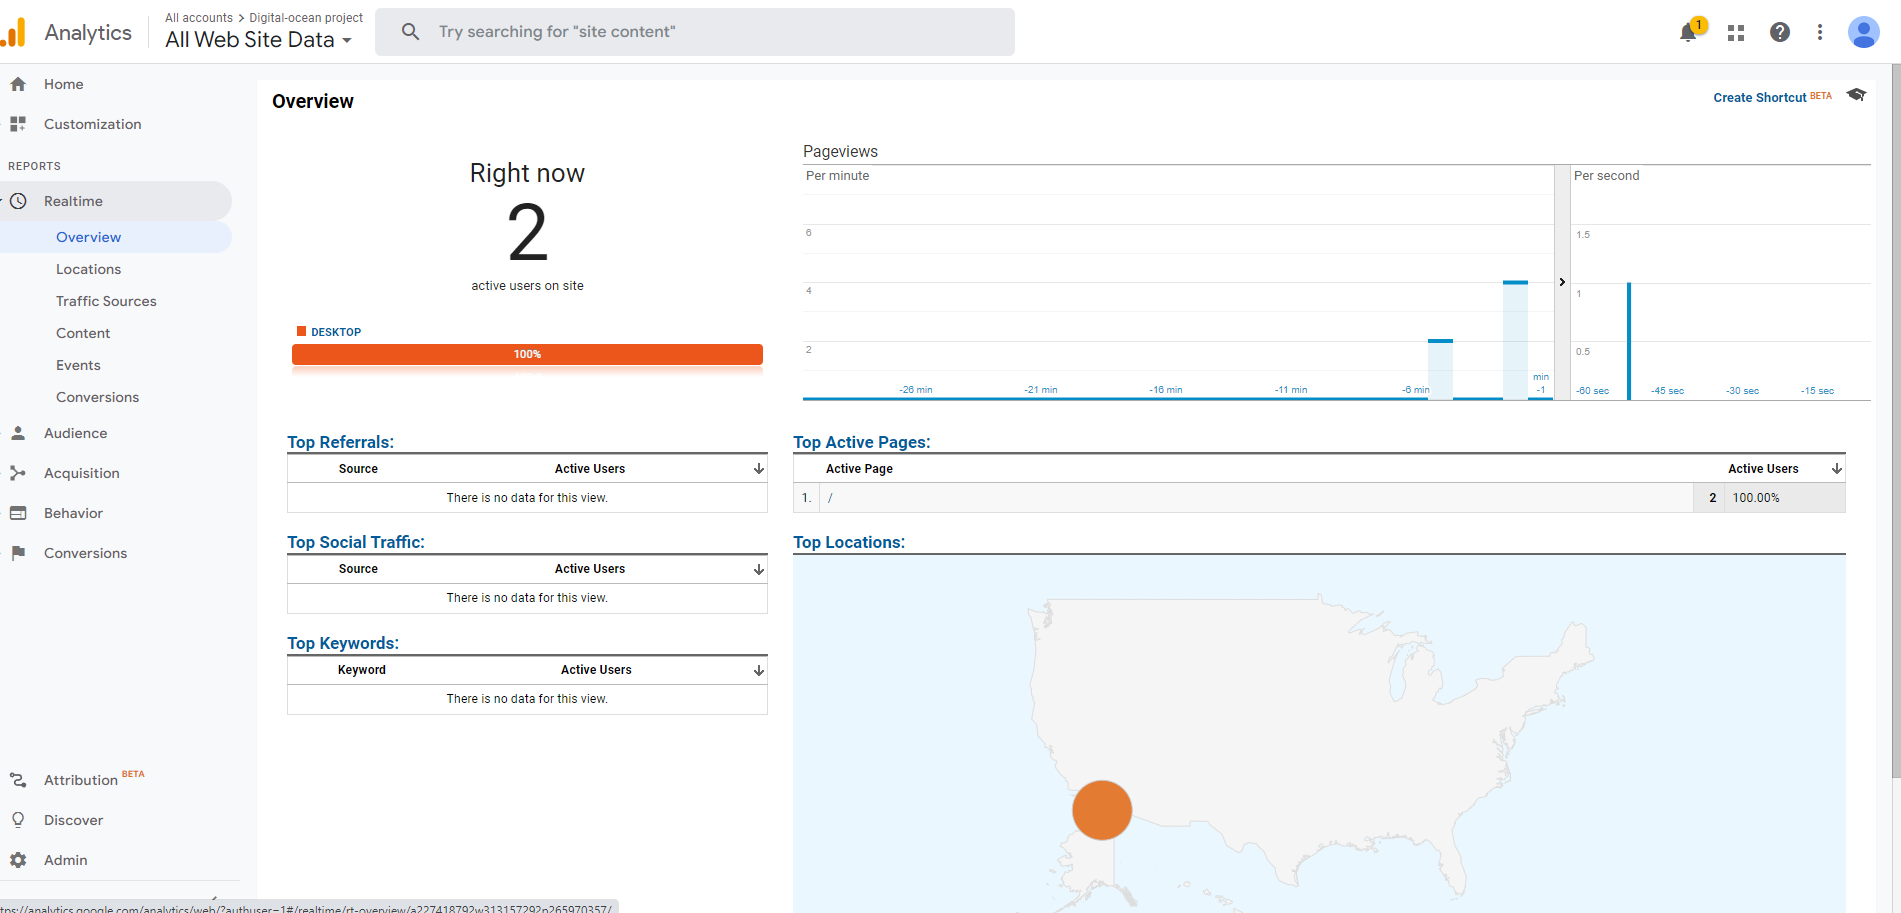 Analytics
All accounts > Digital-ocean project
All Web Site Data
Try searching for "site content"
1
Home
Customization
REPORTS
Realtime
Overview
Locations
Traffic Sources
Content
Events
Conversions
Audience
Acquisition
Behavior
Conversions
Attribution BETA
Discover
Admin
Overview
Create Shortcut BETA
Right now
2
active users on site
DESKTOP
100%
Pageviews
Per minute
6
4
2
-26 min
-21 min
-16 min
-11 min
-6 min
min
-1
Per second
1.5
1
0.5
-60 sec
-45 sec
-30 sec
-15 sec
Top Referrals:
Source Active Users
There is no data for this view.
Top Social Traffic:
Source Active Users
There is no data for this view.
Top Keywords:
Keyword Active Users
There is no data for this view.
Top Active Pages:
Active Page Active Users
1. / 2 100.00%
Top Locations:
ttps://analytics.google.com/analytics/web/?authuser=1#/realtime/rt-overview/a227418792w313157292p265970357/